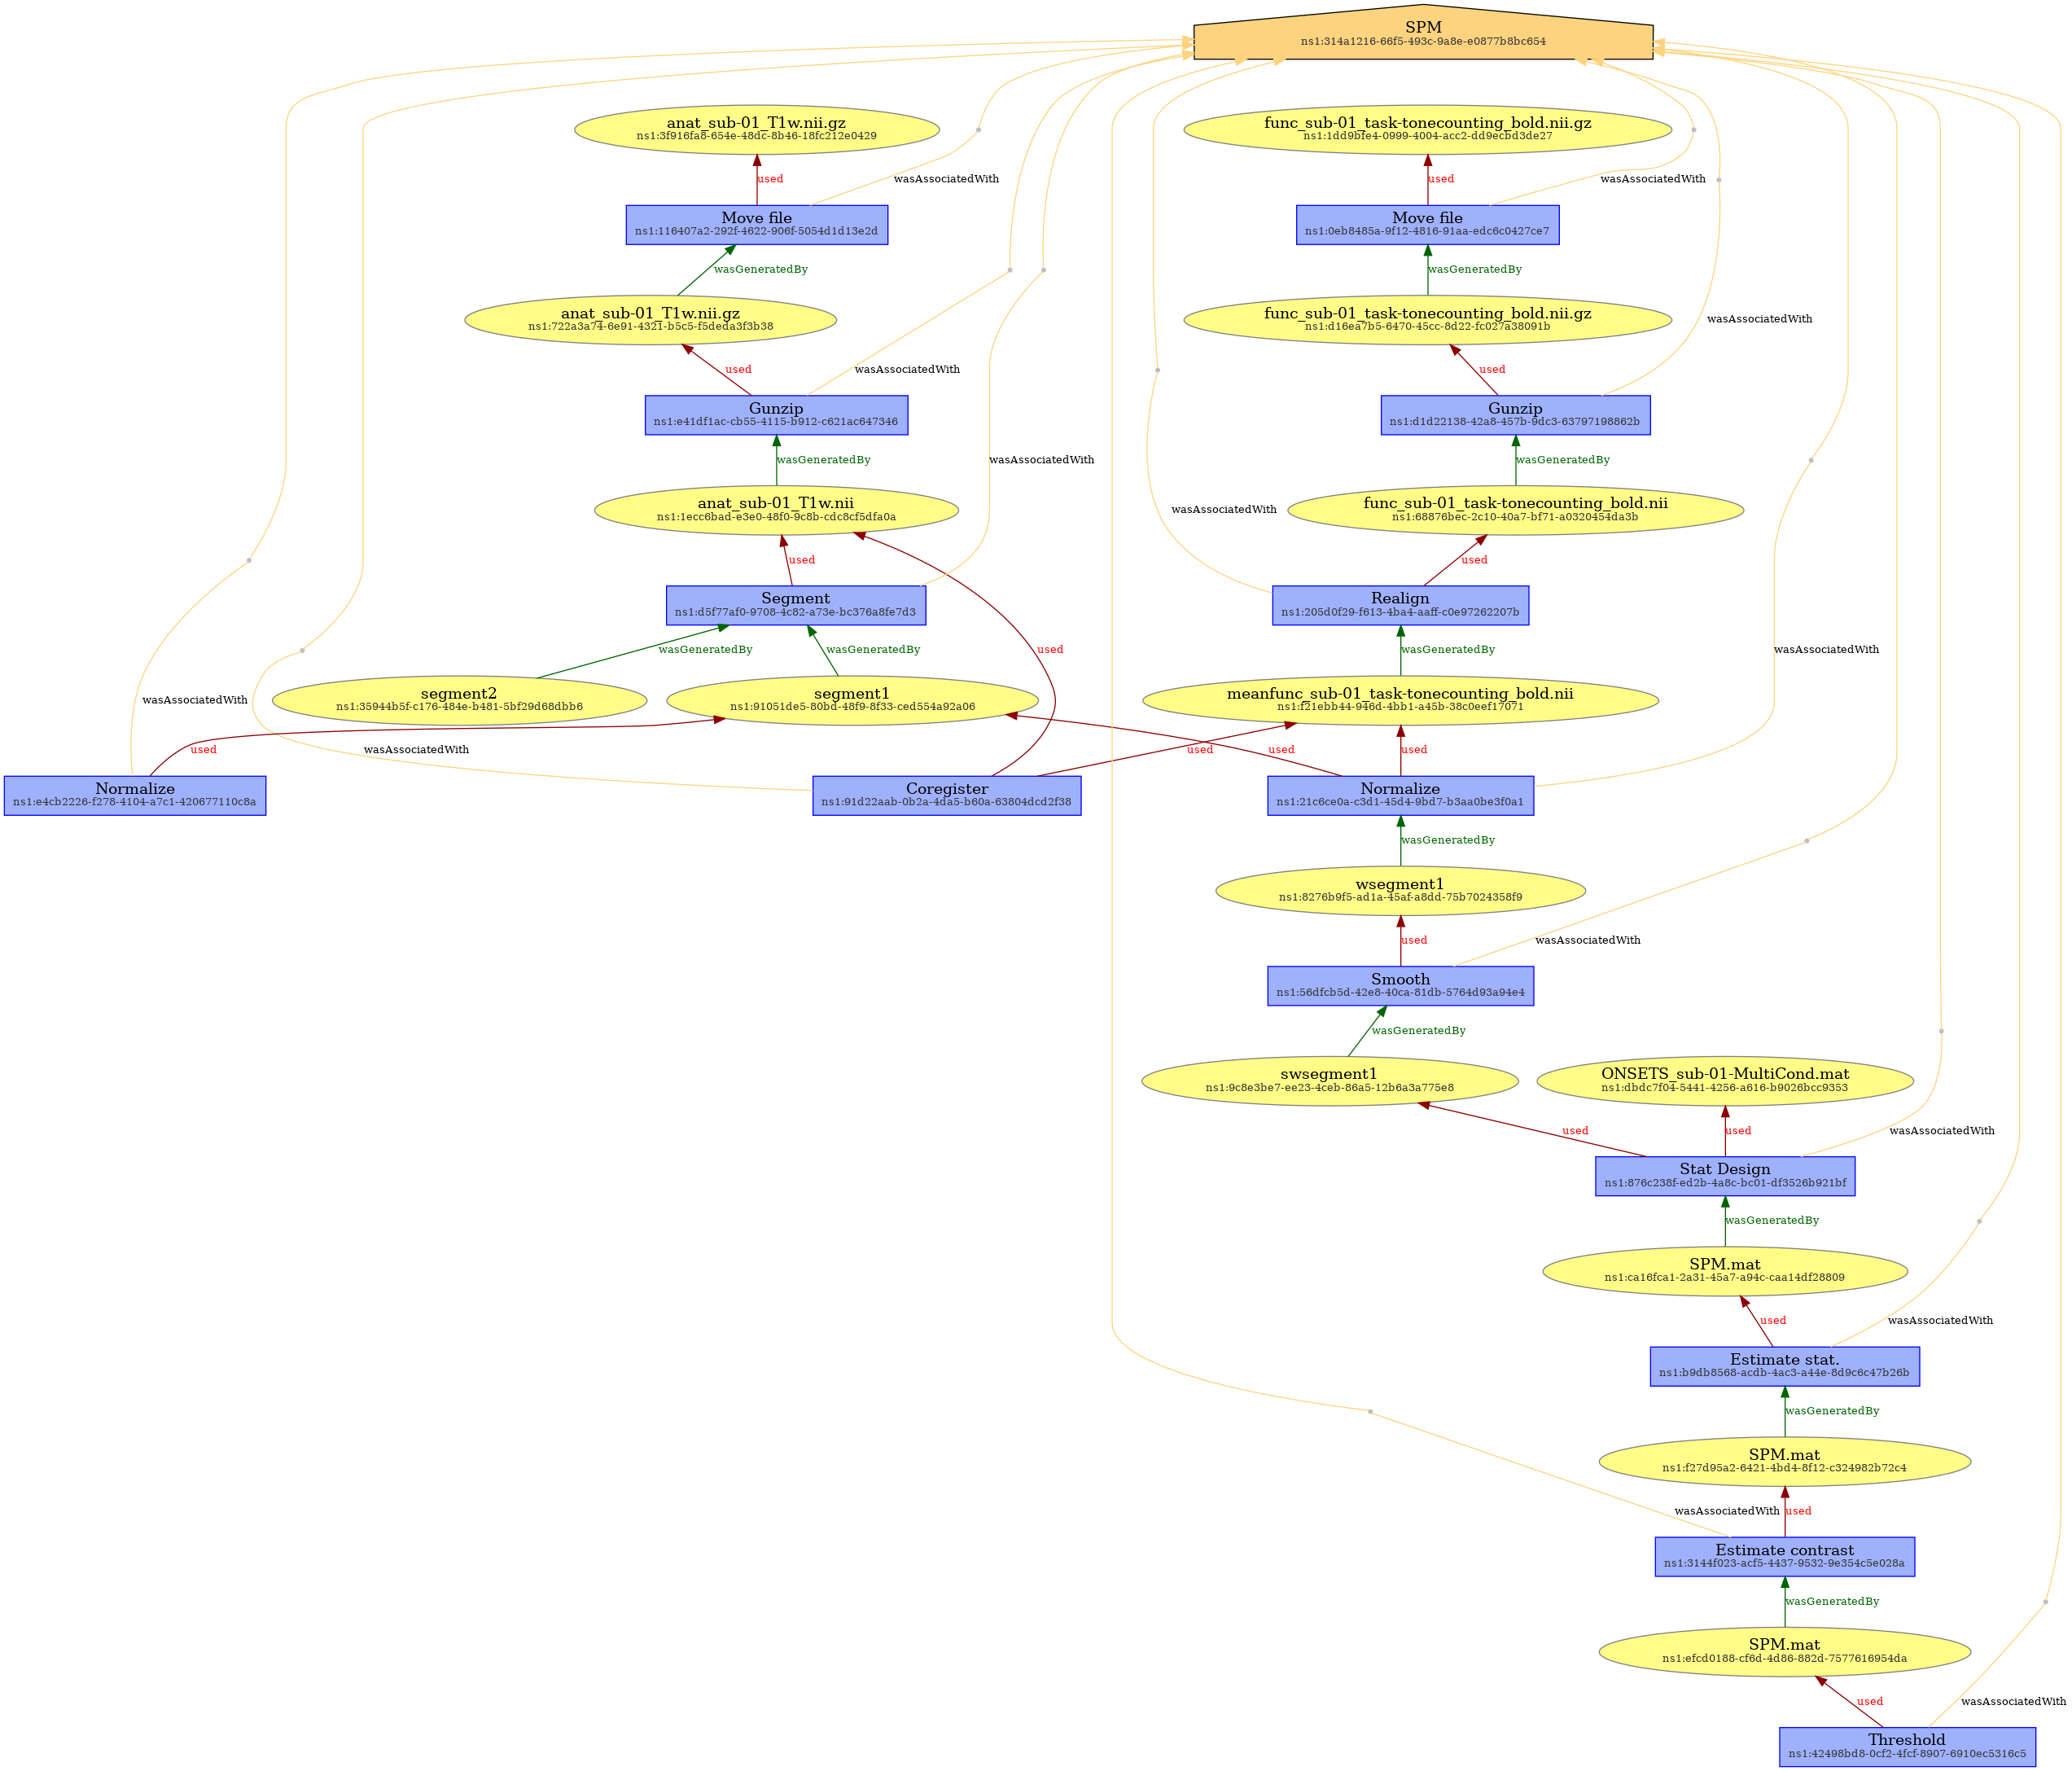 SPM
ns1:314a1216-66f5-493c-9a8e-e0877b8bc654
anat_sub-01_T1w.nii.gz
ns1:3f916fa8-654e-48dc-8b46-18fc212e0429
func_sub-01_task-tonecounting_bold.nii.gz
ns1:1dd9bfe4-0999-4004-acc2-dd9ecbd3de27
used
wasAssociatedWith
used
wasAssociatedWith
Move file
ns1:116407a2-292f-4622-906f-5054d1d13e2d
Move file
ns1:0eb8485a-9f12-4816-91aa-edc6c0427ce7
wasGeneratedBy
wasGeneratedBy
anat_sub-01_T1w.nii.gz
ns1:722a3a74-6e91-4321-b5c5-f5deda3f3b38
func_sub-01_task-tonecounting_bold.nii.gz
ns1:d16ea7b5-6470-45cc-8d22-fc027a38091b
wasAssociatedWith
used
wasAssociatedWith
used
Gunzip
ns1:e41df1ac-cb55-4115-b912-c621ac647346
Gunzip
ns1:d1d22138-42a8-457b-9dc3-63797198862b
wasGeneratedBy
wasAssociatedWith
wasGeneratedBy
anat_sub-01_T1w.nii
ns1:1ecc6bad-e3e0-48f0-9c8b-cdc8cf5dfa0a
wasAssociatedWith
func_sub-01_task-tonecounting_bold.nii
ns1:68876bec-2c10-40a7-bf71-a0320454da3b
used
used
Segment
ns1:d5f77af0-9708-4c82-a73e-bc376a8fe7d3
Realign
ns1:205d0f29-f613-4ba4-aaff-c0e97262207b
wasGeneratedBy
wasGeneratedBy
used
wasGeneratedBy
wasAssociatedWith
wasAssociatedWith
segment2
ns1:35944b5f-c176-484e-b481-5bf29d68dbb6
segment1
ns1:91051de5-80bd-48f9-8f33-ced554a92a06
meanfunc_sub-01_task-tonecounting_bold.nii
ns1:f21ebb44-946d-4bb1-a45b-38c0eef17071
used
wasAssociatedWith
used
used
used
Normalize
ns1:e4cb2226-f278-4104-a7c1-420677110c8a
Coregister
ns1:91d22aab-0b2a-4da5-b60a-63804dcd2f38
Normalize
ns1:21c6ce0a-c3d1-45d4-9bd7-b3aa0be3f0a1
wasGeneratedBy
wsegment1
ns1:8276b9f5-ad1a-45af-a8dd-75b7024358f9
used
wasAssociatedWith
Smooth
ns1:56dfcb5d-42e8-40ca-81db-5764d93a94e4
wasGeneratedBy
swsegment1
ns1:9c8e3be7-ee23-4ceb-86a5-12b6a3a775e8
ONSETS_sub-01-MultiCond.mat
ns1:dbdc7f04-5441-4256-a616-b9026bcc9353
used
used
wasAssociatedWith
Stat Design
ns1:876c238f-ed2b-4a8c-bc01-df3526b921bf
wasGeneratedBy
SPM.mat
ns1:ca16fca1-2a31-45a7-a94c-caa14df28809
used
wasAssociatedWith
Estimate stat.
ns1:b9db8568-acdb-4ac3-a44e-8d9c6c47b26b
wasGeneratedBy
SPM.mat
ns1:f27d95a2-6421-4bd4-8f12-c324982b72c4
wasAssociatedWith
used
Estimate contrast
ns1:3144f023-acf5-4437-9532-9e354c5e028a
wasGeneratedBy
SPM.mat
ns1:efcd0188-cf6d-4d86-882d-7577616954da
used
wasAssociatedWith
Threshold
ns1:42498bd8-0cf2-4fcf-8907-6910ec5316c5